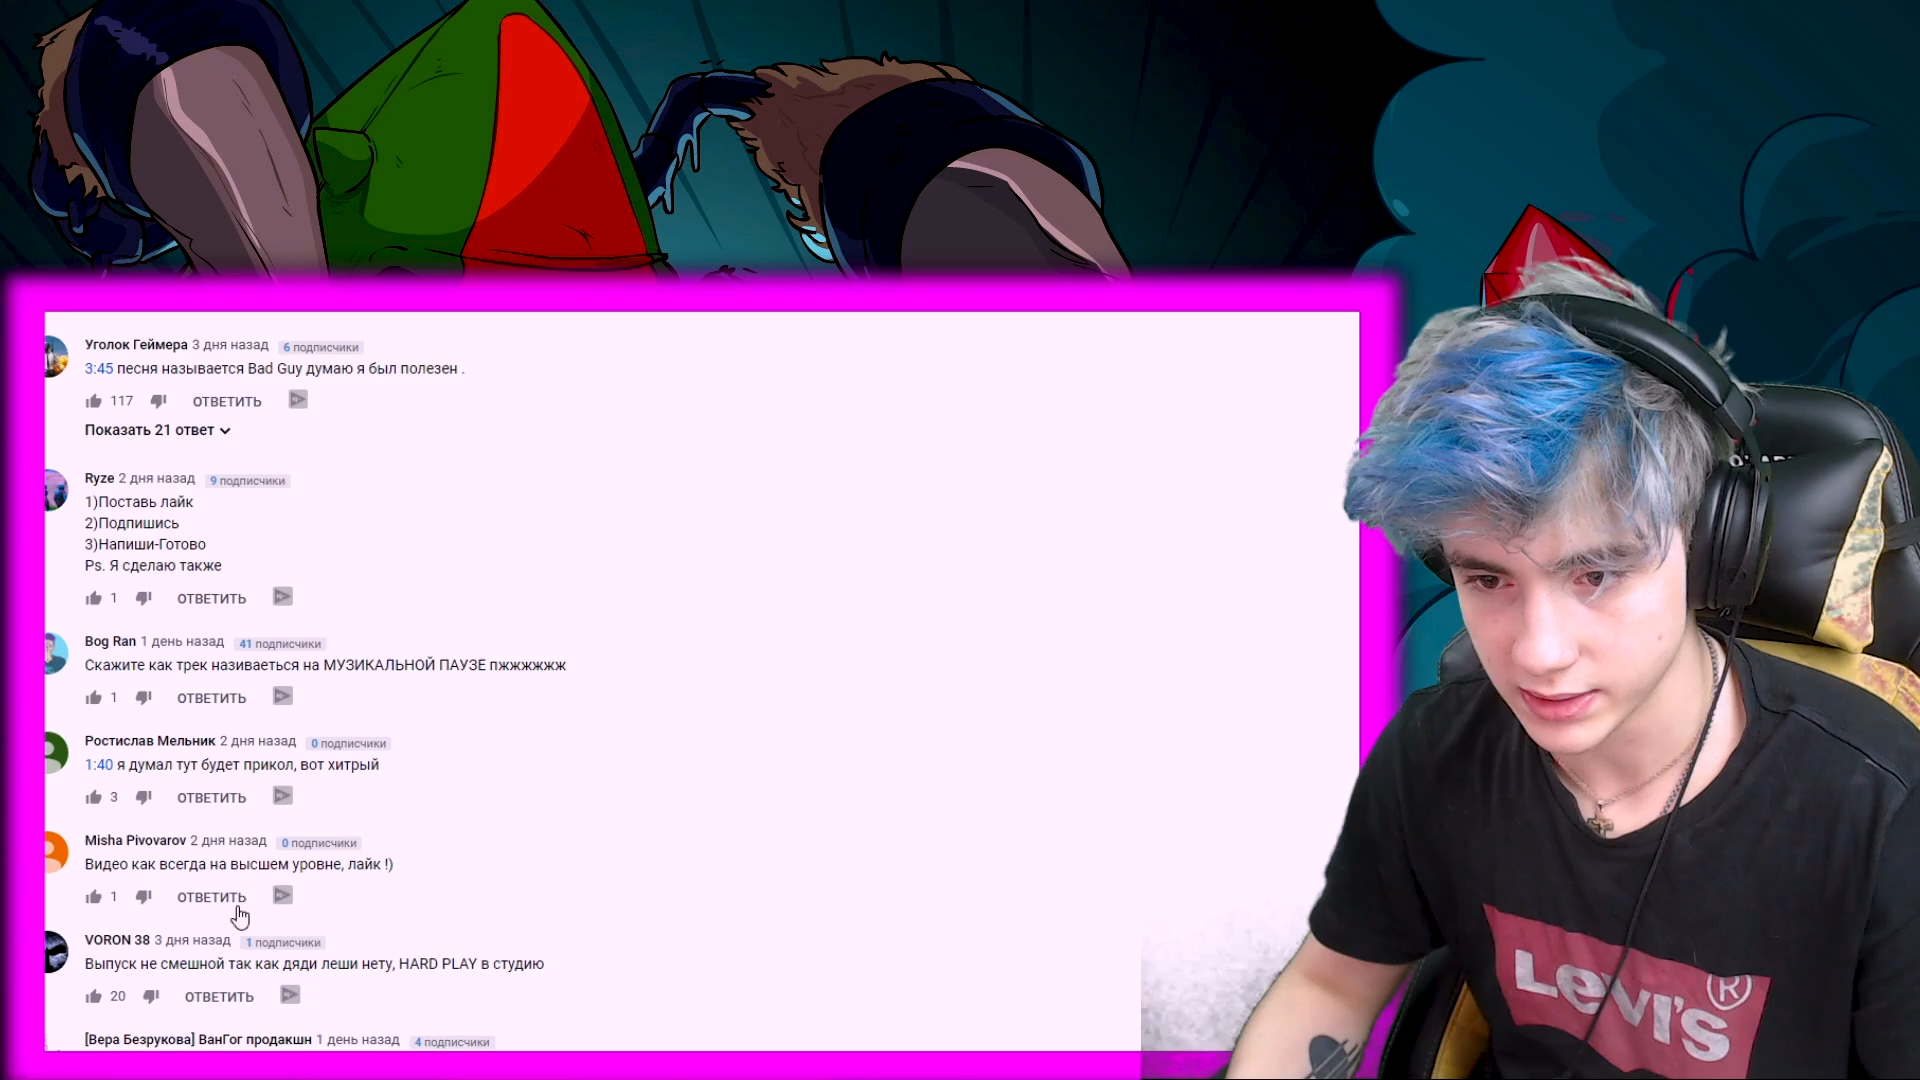 Уголок Геймера 3 дня назад 6 подписчики
3:45 песня называется Bad Guy думаю я был полезен .
117 ОТВЕТИТЬ
Показать 21 ответ
Ryze 2 дня назад 9 подписчики
1)Поставь лайк
2)Подпишись
3)Напиши-Готово
Ps. Я сделаю также
1 ОТВЕТИТЬ
Bog Ran 1 день назад 41 подписчики
Скажите как трек називаеться на МУЗИКАЛЬНОЙ ПАУЗЕ пжжжжжж
1 ОТВЕТИТЬ
Ростислав Мельник 2 дня назад 0 подписчики
1:40 я думал тут будет прикол, вот хитрый
3 ОТВЕТИТЬ
Misha Pivovarov 2 дня назад 0 подписчики
Видео как всегда на высшем уровне, лайк !)
1 ОТВЕТИТЬ
VORON 38 3 дня назад 1 подписчики
Выпуск не смешной так как дяди леши нету, HARD PLAY в студию
20 ОТВЕТИТЬ
[Вера Безрукова] ВанГог продакшн 1 день назад 4 подписчики
Levi's ®